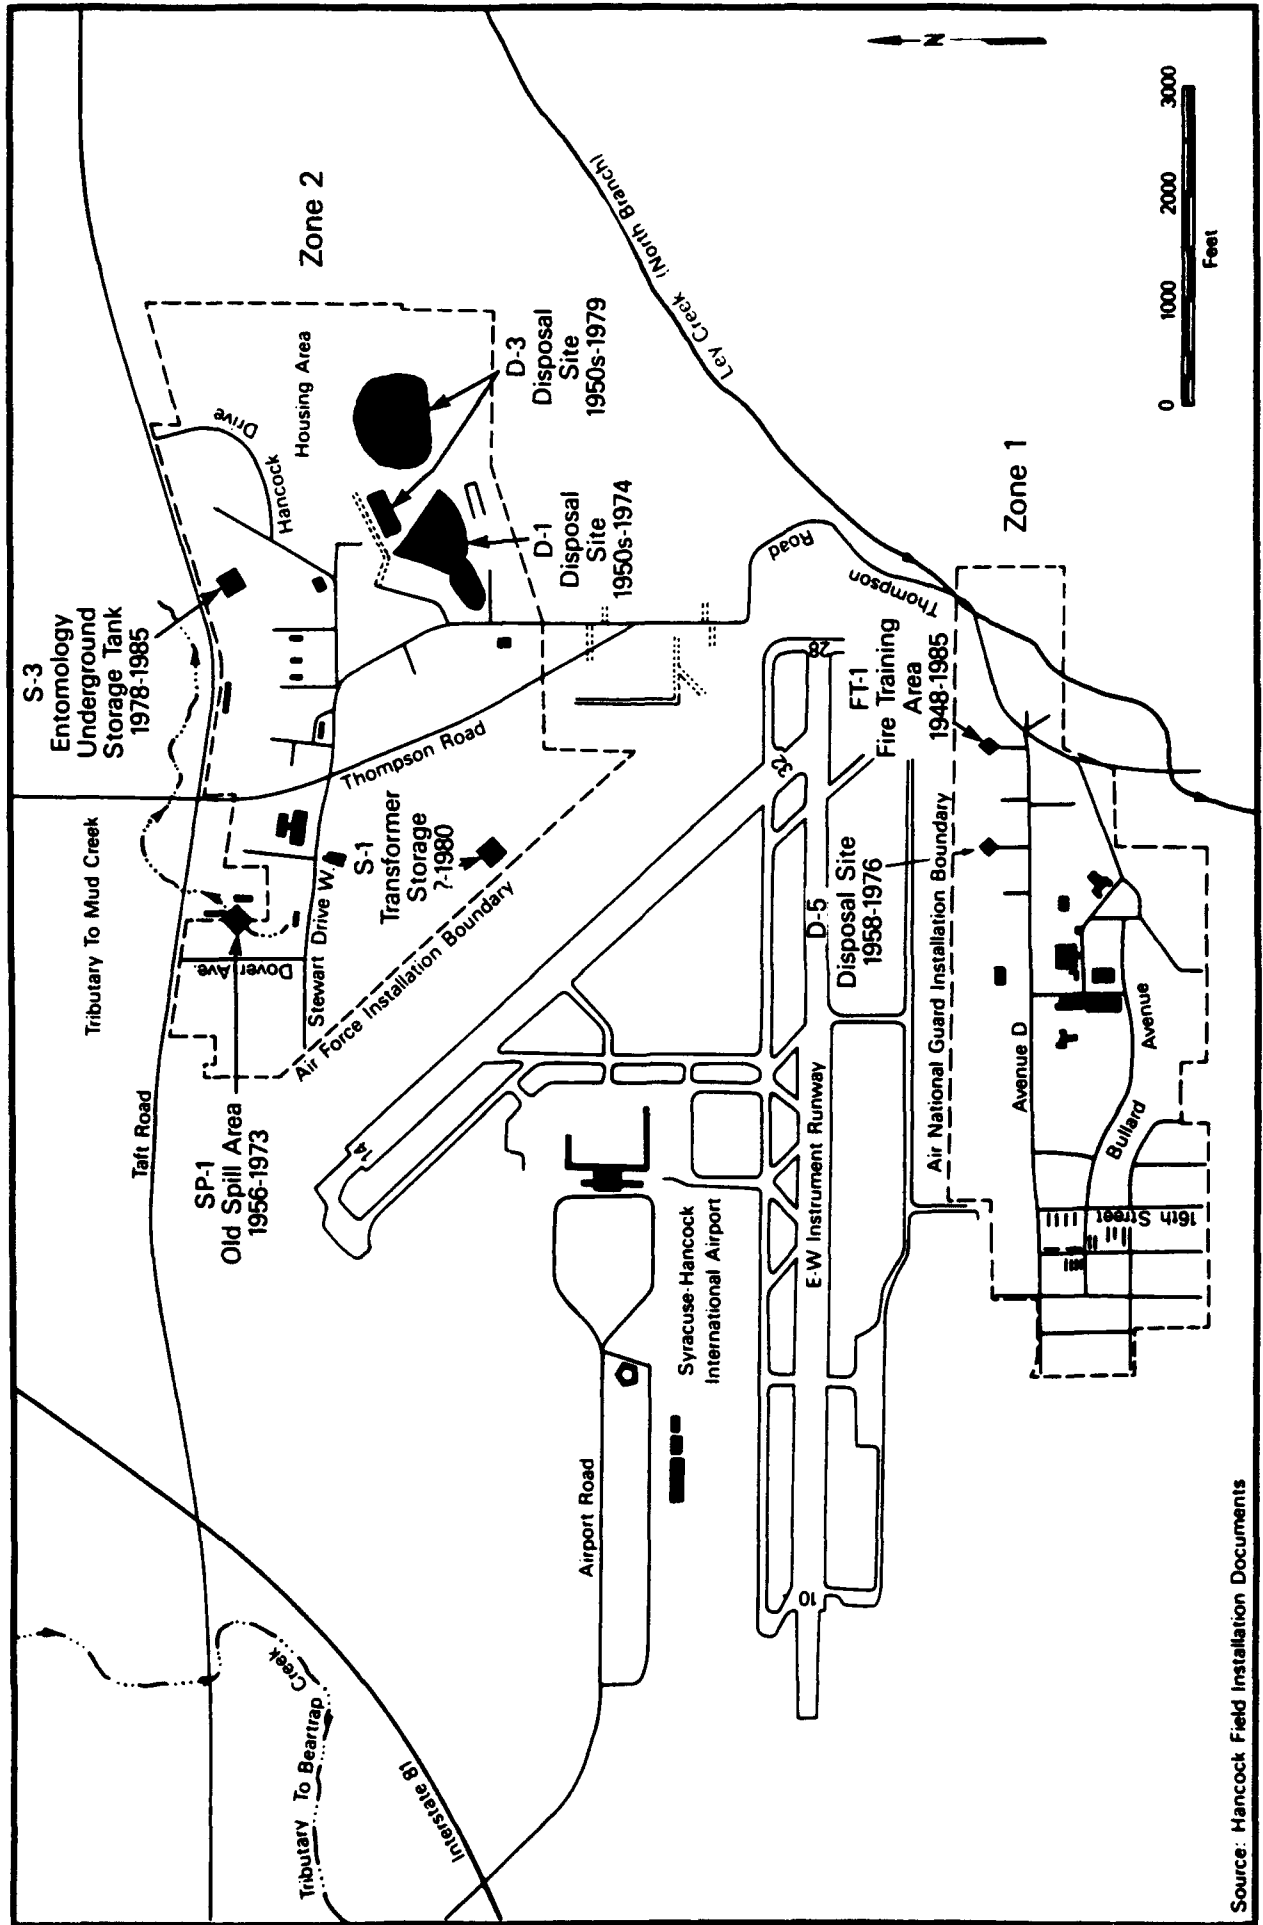 Tributary To Beartrap
Creek
Interstate 81
Taft Road
Tributary To Mud Creek
SP-1
Old Spill Area
1956-1973
Dover Ave.
Stewart Drive W.
Air Force Installation Boundary
S-1
Transformer
Storage
?-1980
Thompson Road
S-3
Entomology
Underground
Storage Tank
1978-1985
Hancock
Drive
Housing Area
Zone 2
D-3
Disposal
Site
1950s-1979
D-1
Disposal
Site
1950s-1974
Airport Road
Syracuse-Hancock
International Airport
14
32
10
28
E-W Instrument Runway
Thompson
Road
Ley Creek (North Branch)
N
D-5
Disposal Site
1958-1976
FT-1
Fire Training
Area
1948-1985
Air National Guard Installation Boundary
Zone 1
Avenue D
Bullard
Avenue
16th Street
0 1000 2000 3000
Feet
Source: Hancock Field Installation Documents